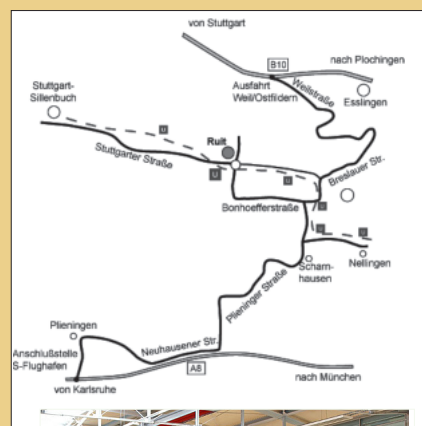 von Stuttgart
B10
nach Plochingen
Ausfahrt
Weil/Ostfildern
Weilstraße
Esslingen
Stuttgart-
Sillenbuch
U
Ruit
Stuttgarter Straße
U
U
Breslauer Str.
Bonhoefferstraße
U
U
U
Scharn-
hausen
Nellingen
Plieninger Straße
Plieningen
Neuhausener Str.
Anschlußstelle
S-Flughafen
A8
von Karlsruhe
nach München